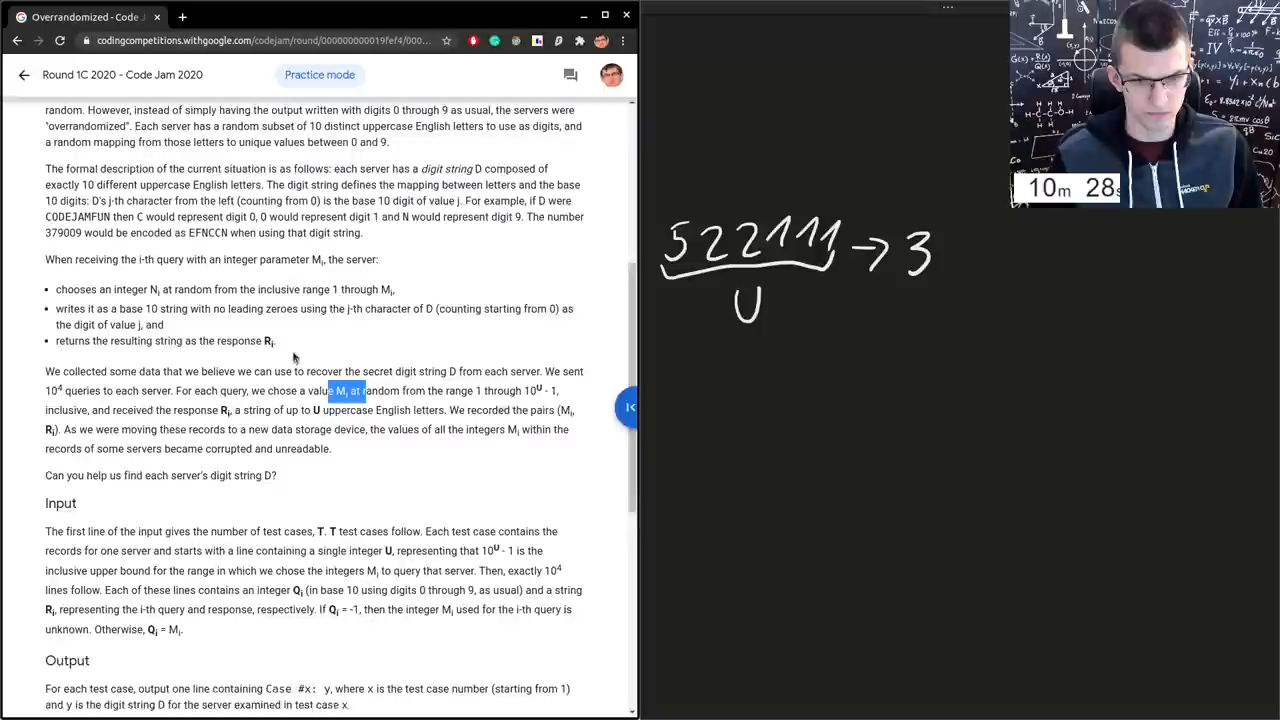 Overrandomized - Code J
codingcompetitions.withgoogle.com/codejam/round/000000000019fef4/000...
Round 1C 2020 - Code Jam 2020
Practice mode
random. However, instead of simply having the output written with digits 0 through 9 as usual, the servers were
"overrandomized". Each server has a random subset of 10 distinct uppercase English letters to use as digits, and
a random mapping from those letters to unique values between 0 and 9.
The formal description of the current situation is as follows: each server has a digit string D composed of
exactly 10 different uppercase English letters. The digit string defines the mapping between letters and the base
10 digits: D's j-th character from the left (counting from 0) is the base 10 digit of value j. For example, if D were
CODEJAMFUN then C would represent digit 0, O would represent digit 1 and N would represent digit 9. The number
379009 would be encoded as EFNCCN when using that digit string.
When receiving the i-th query with an integer parameter Mi, the server:
• chooses an integer Ni at random from the inclusive range 1 through Mi,
• writes it as a base 10 string with no leading zeroes using the j-th character of D (counting starting from 0) as
the digit of value j, and
• returns the resulting string as the response Ri.
We collected some data that we believe we can use to recover the secret digit string D from each server. We sent
10⁴ queries to each server. For each query, we chose a value Mi at random from the range 1 through 10ᵁ - 1,
inclusive, and received the response Ri, a string of up to U uppercase English letters. We recorded the pairs (Mi,
Ri). As we were moving these records to a new data storage device, the values of all the integers Mi within the
records of some servers became corrupted and unreadable.
Can you help us find each server's digit string D?
Input
The first line of the input gives the number of test cases, T. T test cases follow. Each test case contains the
records for one server and starts with a line containing a single integer U, representing that 10ᵁ - 1 is the
inclusive upper bound for the range in which we chose the integers Mi to query that server. Then, exactly 10⁴
lines follow. Each of these lines contains an integer Qi (in base 10 using digits 0 through 9, as usual) and a string
Ri, representing the i-th query and response, respectively. If Qi = -1, then the integer Mi used for the i-th query is
unknown. Otherwise, Qi = Mi.
Output
For each test case, output one line containing Case #x: y, where x is the test case number (starting from 1)
and y is the digit string D for the server examined in test case x.
522111 → 3
U
10m 28s